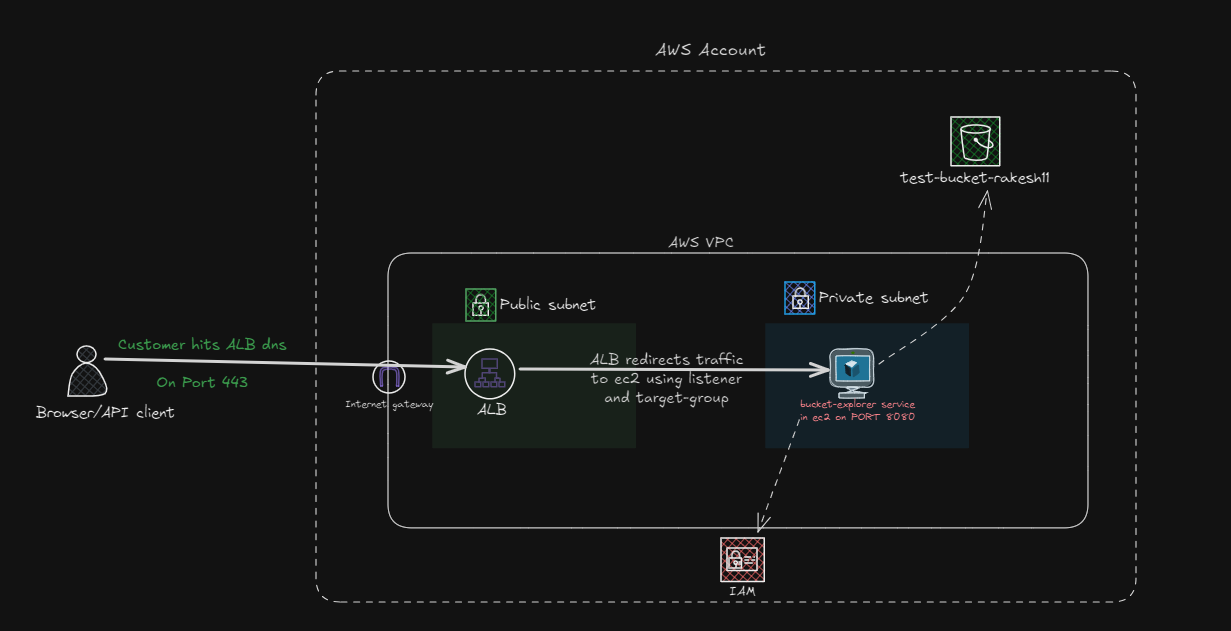 AWS Account
test-bucket-rakesh11
AWS VPC
Public subnet
Private subnet
Customer hits ALB dns
On Port 443
Browser/API client
Internet gateway
ALB
ALB redirects traffic
to ec2 using listener
and target-group
bucket-explorer service
in ec2 on PORT 8080
IAM